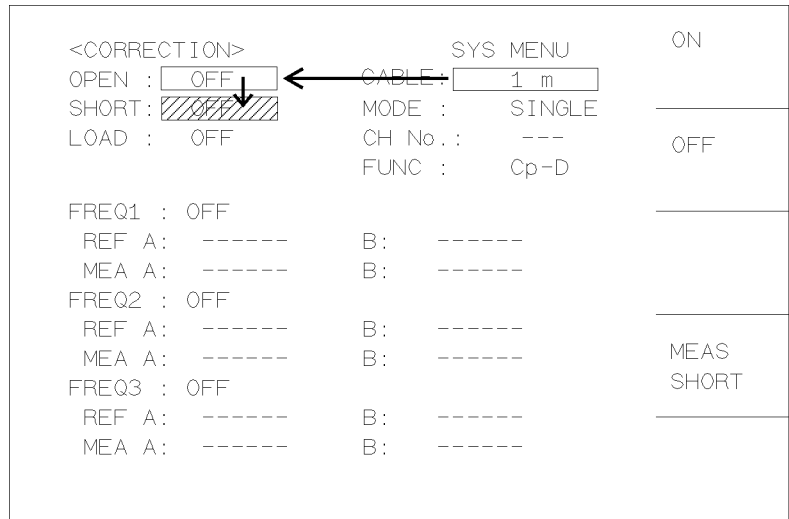 <CORRECTION> SYS MENU
OPEN : OFF CABLE: 1 m
SHORT: OFF MODE : SINGLE
LOAD : OFF CH No.: ---
FUNC : Cp-D
FREQ1 : OFF
REF A: ------ B: ------
MEA A: ------ B: ------
FREQ2 : OFF
REF A: ------ B: ------
MEA A: ------ B: ------
FREQ3 : OFF
REF A: ------ B: ------
MEA A: ------ B: ------
ON
OFF
MEAS
SHORT